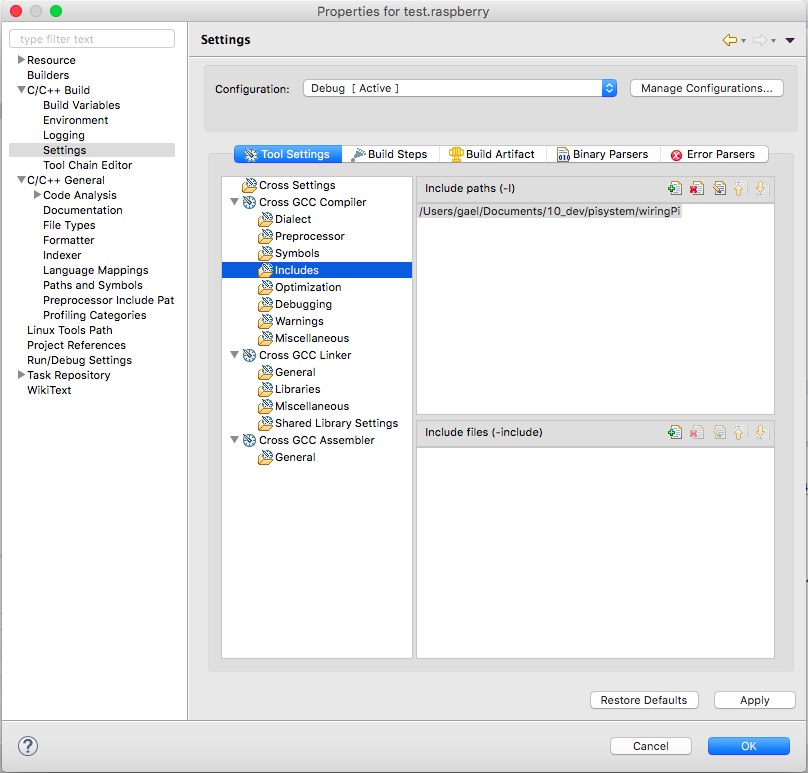 Properties for test.raspberry
type filter text
Resource
Builders
C/C++ Build
Build Variables
Environment
Logging
Settings
Tool Chain Editor
C/C++ General
Code Analysis
Documentation
File Types
Formatter
Indexer
Language Mappings
Paths and Symbols
Preprocessor Include Pat
Profiling Categories
Linux Tools Path
Project References
Run/Debug Settings
Task Repository
WikiText
Settings
Configuration: Debug [ Active ] Manage Configurations...
Tool Settings Build Steps Build Artifact Binary Parsers Error Parsers
Cross Settings
Cross GCC Compiler
Dialect
Preprocessor
Symbols
Includes
Optimization
Debugging
Warnings
Miscellaneous
Cross GCC Linker
General
Libraries
Miscellaneous
Shared Library Settings
Cross GCC Assembler
General
Include paths (-I)
/Users/gael/Documents/10_dev/pisystem/wiringPi
Include files (-include)
Restore Defaults Apply
? Cancel OK